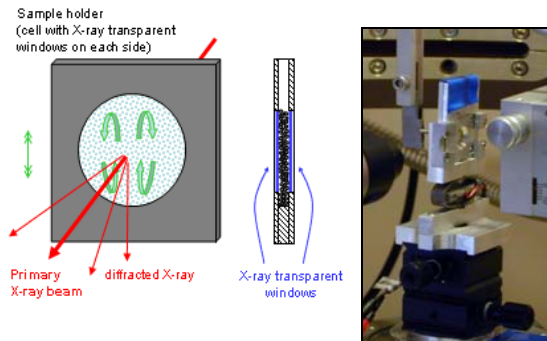 Sample holder
(cell with X-ray transparent
windows on each side)
Primary
X-ray beam
diffracted X-ray
X-ray transparent
windows